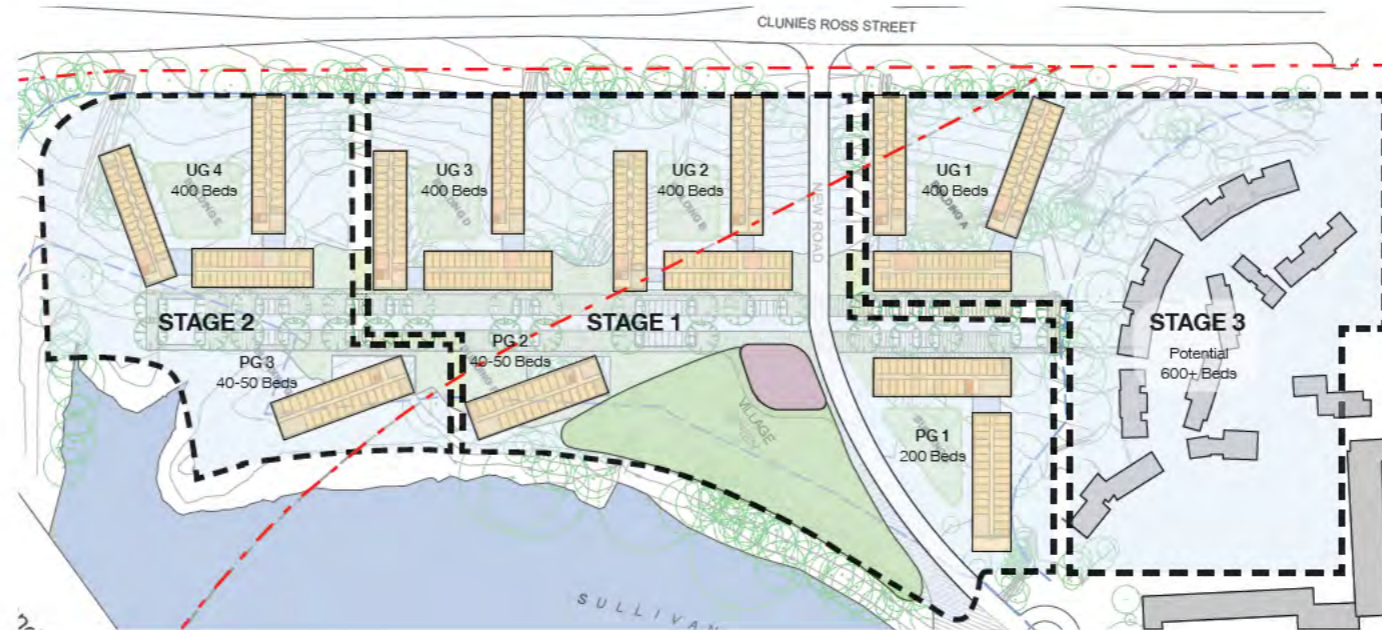 CLUNIES ROSS STREET
UG 4
400 Beds
UG 3
400 Beds
UG 2
400 Beds
UG 1
400 Beds
BUILDING A
NEW ROAD
STAGE 2
STAGE 1
STAGE 3
Potential
600+ Beds
PG 3
40-50 Beds
PG 2
40-50 Beds
VILLAGE
PG 1
200 Beds
SULLIVAN